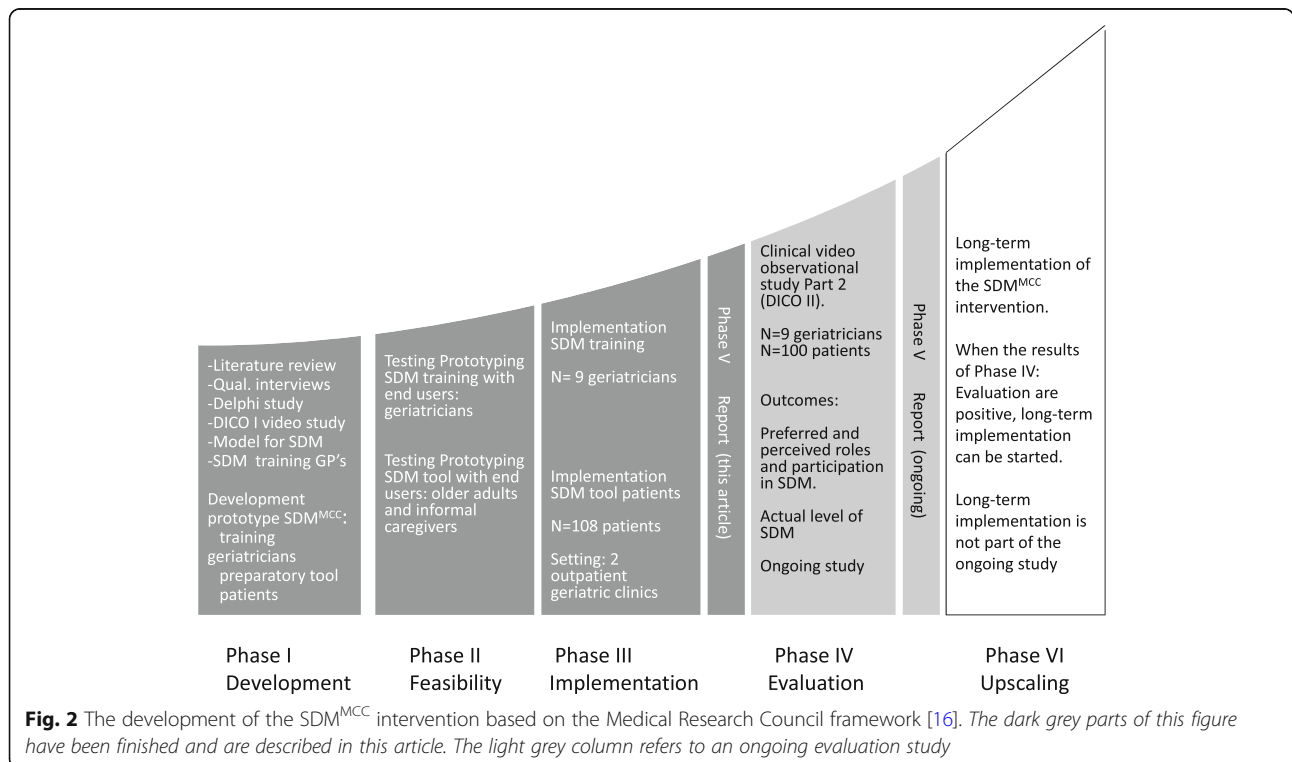 -Literature review
-Qual. interviews
-Delphi study
-DICO I video study
-Model for SDM
-SDM  training GP's
Development
prototype SDMMCC:
training
geriatricians
preparatory tool
patients
Testing Prototyping
SDM training with
end users:
geriatricians
Testing Prototyping
SDM tool with end
users: older adults
and informal
caregivers
Implementation
SDM training
N= 9 geriatricians
Implementation
SDM tool patients
N=108 patients
Setting: 2
outpatient
geriatric clinics
Phase V Report (this article)
Clinical video
observational
study Part 2
(DICO II).
N=9 geriatricians
N=100 patients
Outcomes:
Preferred and
perceived roles
and participation
in SDM.
Actual level of
SDM
Ongoing study
Phase V Report (ongoing)
Long-term
implementation of
the SDMMCC
intervention.
When the results
of Phase IV:
Evaluation are
positive, long-term
implementation
can be started.
Long-term
implementation is
not part of the
ongoing study
Phase I
Development
Phase II
Feasibility
Phase III
Implementation
Phase IV
Evaluation
Phase VI
Upscaling
Fig. 2 The development of the SDMMCC intervention based on the Medical Research Council framework [16]. The dark grey parts of this figure
have been finished and are described in this article. The light grey column refers to an ongoing evaluation study